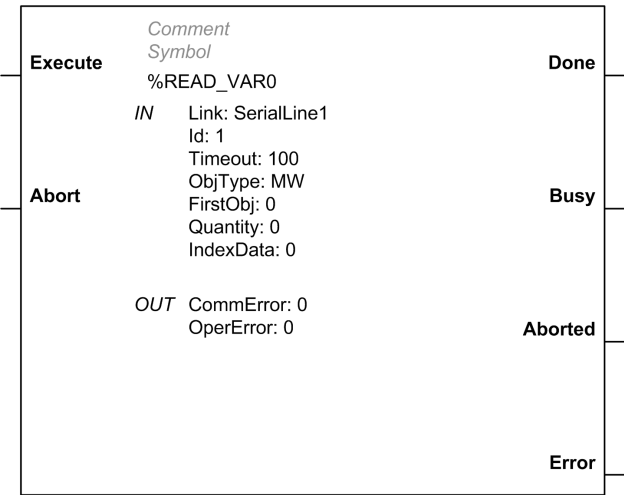 Comment
Symbol
Execute
Done
%READ_VAR0
IN Link: SerialLine1
Id: 1
Timeout: 100
ObjType: MW
Abort
Busy
FirstObj: 0
Quantity: 0
IndexData: 0
OUT CommError: 0
OperError: 0
Aborted
Error